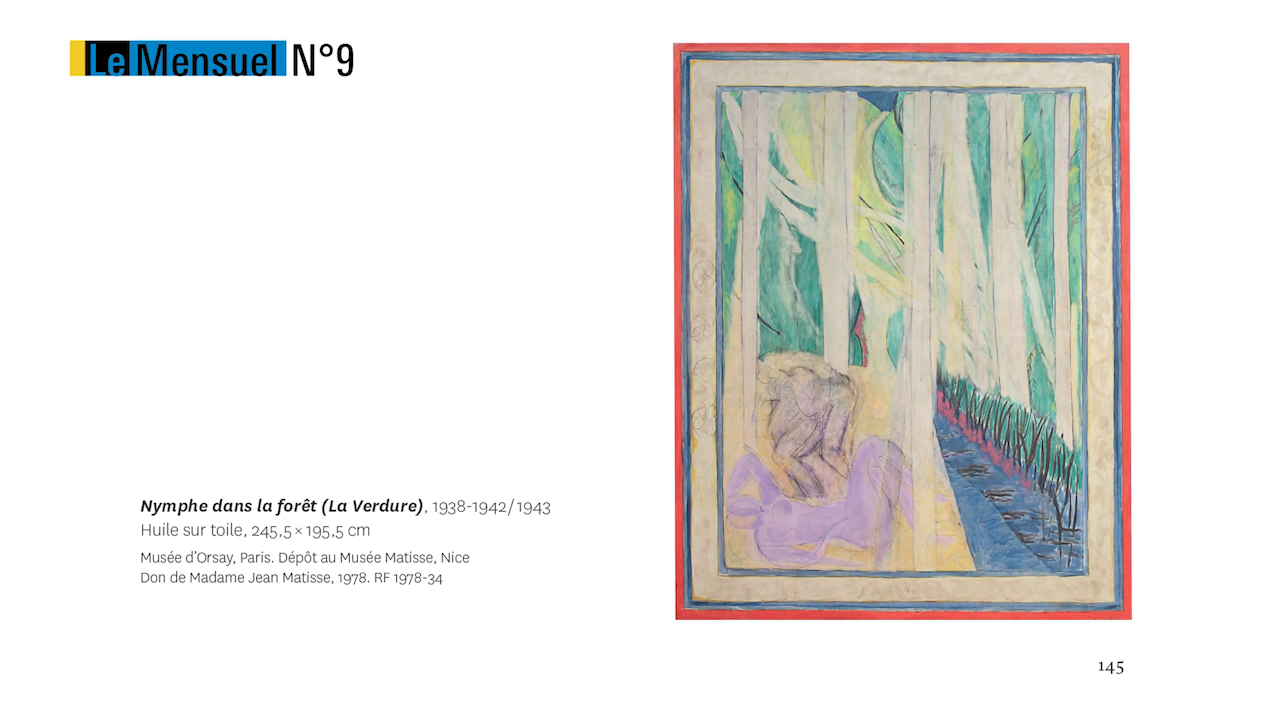 Le Mensuel N°9
Nymphe dans la forêt (La Verdure), 1938-1942/1943
Huile sur toile, 245,5 × 195,5 cm
Musée d'Orsay, Paris. Dépôt au Musée Matisse, Nice
Don de Madame Jean Matisse, 1978. RF 1978-34
145